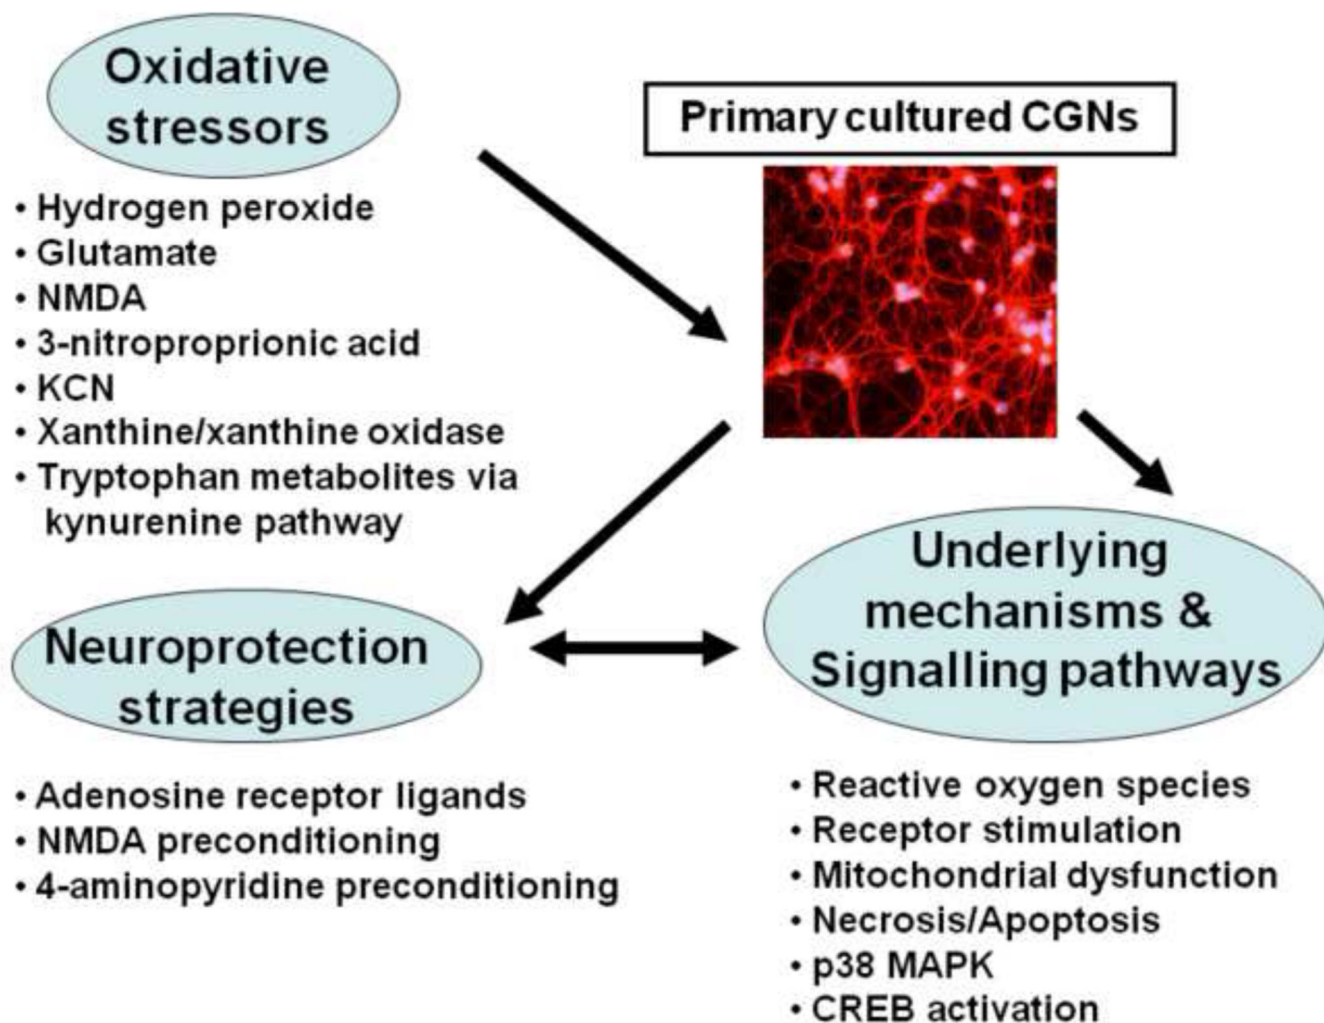 Oxidative
stressors
• Hydrogen peroxide
• Glutamate
• NMDA
• 3-nitroproprionic acid
• KCN
• Xanthine/xanthine oxidase
• Tryptophan metabolites via
kynurenine pathway
Primary cultured CGNs
Neuroprotection
strategies
• Adenosine receptor ligands
• NMDA preconditioning
• 4-aminopyridine preconditioning
Underlying
mechanisms &
Signalling pathways
• Reactive oxygen species
• Receptor stimulation
• Mitochondrial dysfunction
• Necrosis/Apoptosis
• p38 MAPK
• CREB activation